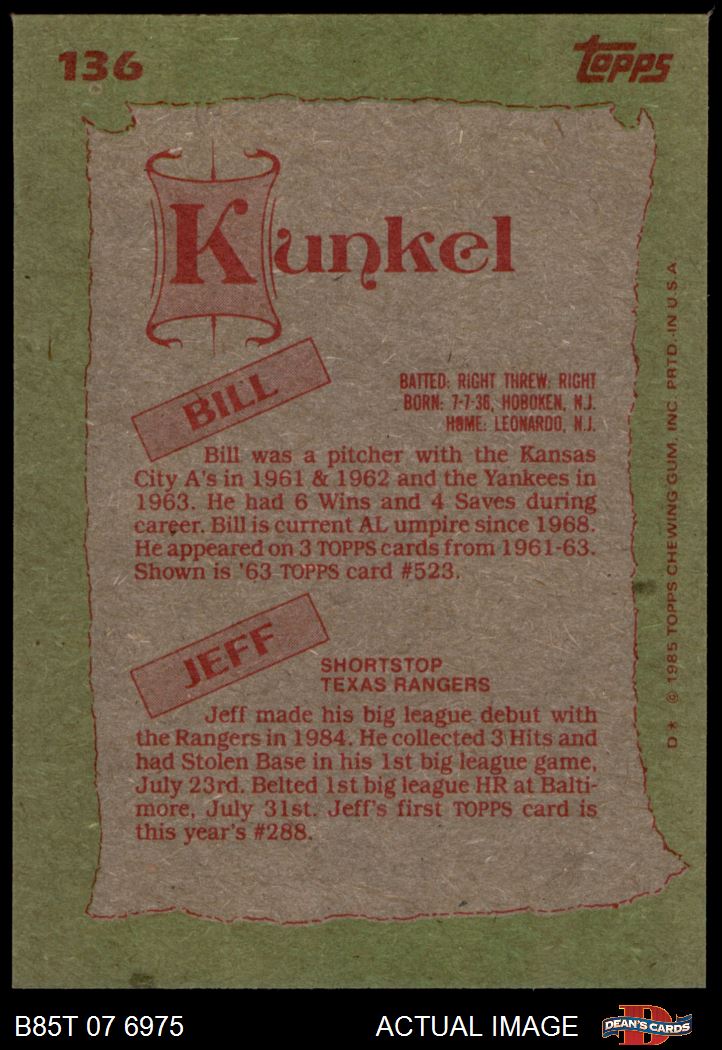 136
TOPPS
Kunkel
BILL
BATTED: RIGHT THREW: RIGHT
BORN: 7-7-36, HOBOKEN, N.J.
HOME: LEONARDO, N.J.
Bill was a pitcher with the Kansas
City A's in 1961 & 1962 and the Yankees in
1963. He had 6 Wins and 4 Saves during
career. Bill is current AL umpire since 1968.
He appeared on 3 TOPPS cards from 1961-63.
Shown is '63 TOPPS card #523.
JEFF
SHORTSTOP
TEXAS RANGERS
Jeff made his big league debut with
the Rangers in 1984. He collected 3 Hits and
had Stolen Base in his 1st big league game,
July 23rd. Belted 1st big league HR at Balti-
more, July 31st. Jeff's first TOPPS card is
this year's #288.
D* © 1985 TOPPS CHEWING GUM, INC. PRTD. IN U.S.A.
B85T 07 6975
ACTUAL IMAGE
D
DEAN'S CARDS